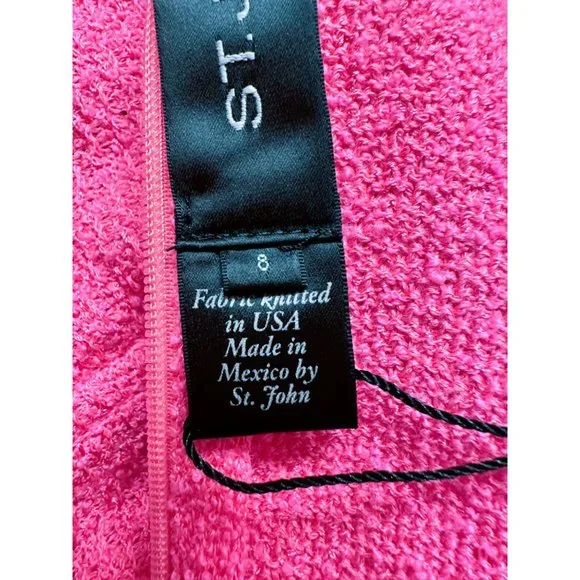 ST.
8
Fabric knitted
in USA
Made in
Mexico by
St. John